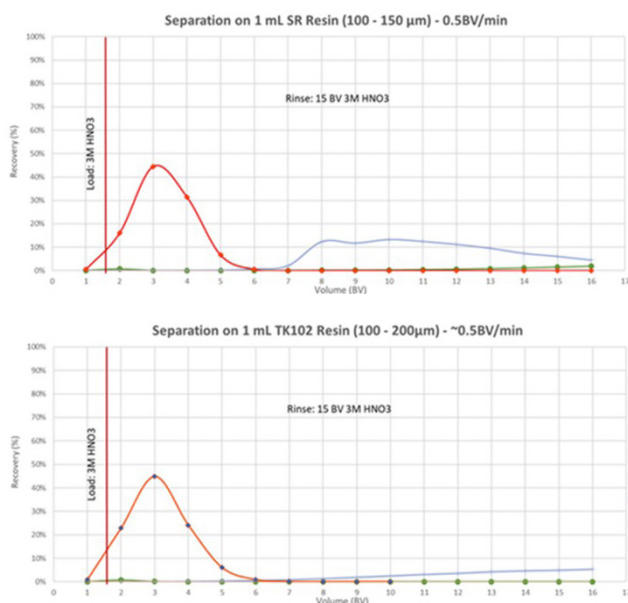 Separation on 1 mL SR Resin (100 - 150 µm) - 0.5BV/min
100%
90%
80%
70%
60%
50%
40%
30%
20%
10%
0%
Recovery (%)
Load: 3M HNO3
Rinse: 15 BV 3M HNO3
0 1 2 3 4 5 6 7 8 9 10 11 12 13 14 15 16 17
Volume (BV)
Separation on 1 mL TK102 Resin (100 - 200µm) - ~0.5BV/min
100%
90%
80%
70%
60%
50%
40%
30%
20%
10%
0%
Recovery (%)
Load: 3M HNO3
Rinse: 15 BV 3M HNO3
0 1 2 3 4 5 6 7 8 9 10 11 12 13 14 15 16 17
Volume (BV)